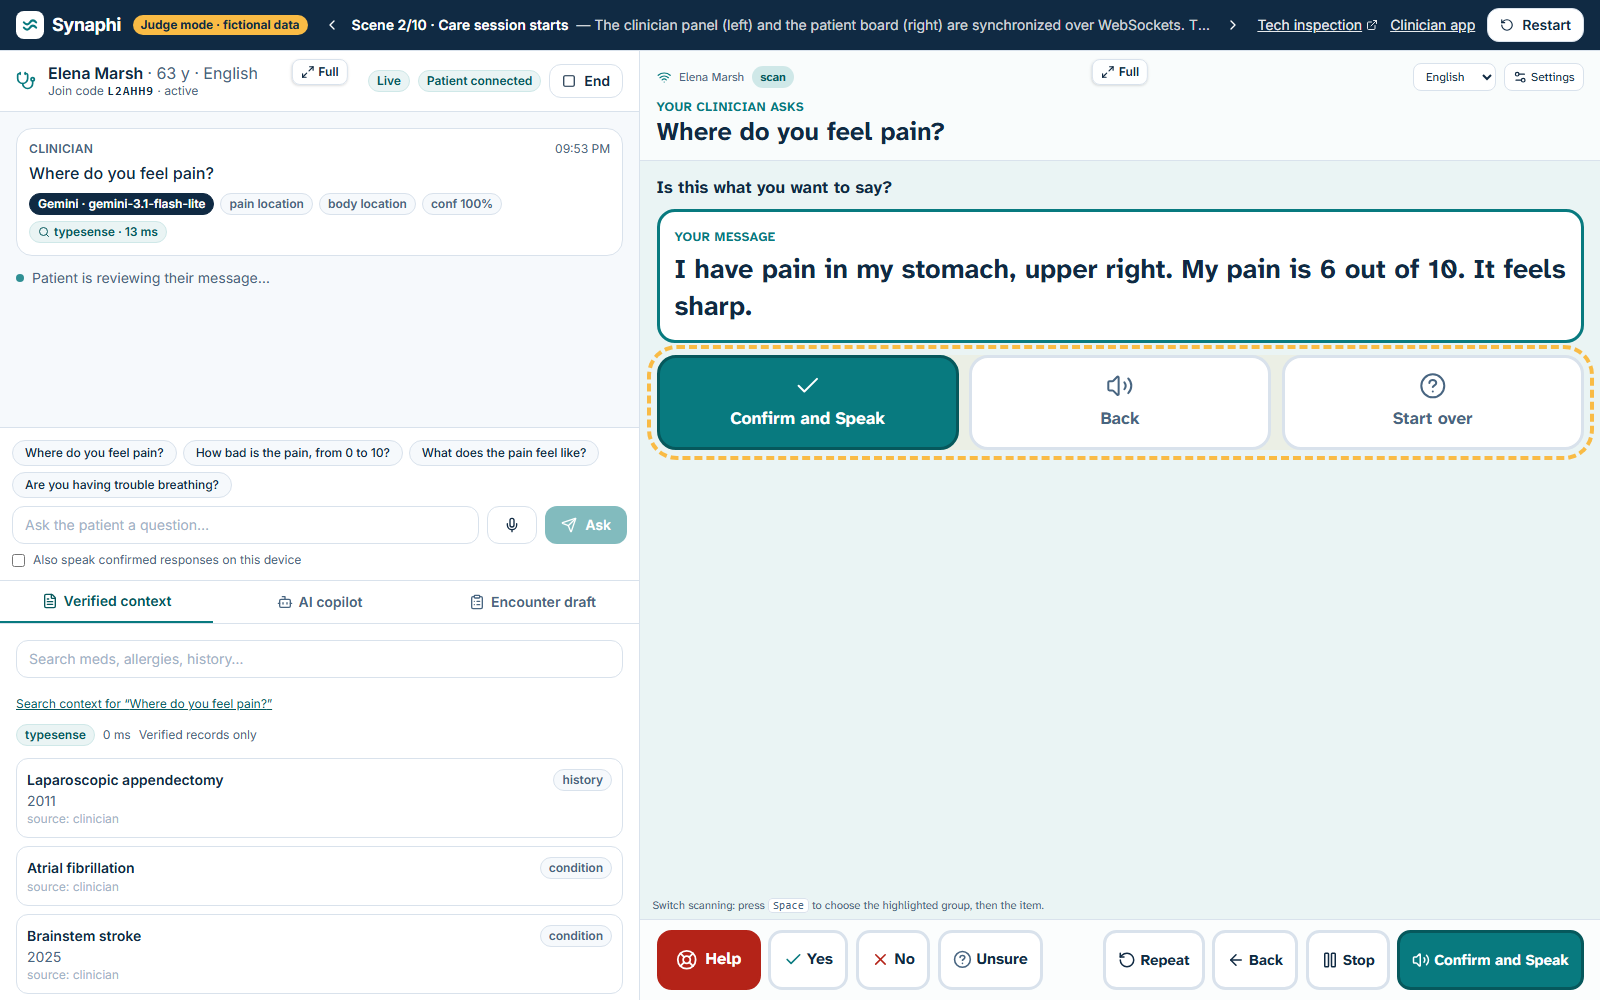 Synaphi
Judge mode · fictional data
Scene 2/10 · Care session starts — The clinician panel (left) and the patient board (right) are synchronized over WebSockets. T...
Tech inspection
Clinician app
Restart
Elena Marsh · 63 y · English
Join code L2AHH9 · active
Full
Live
Patient connected
End
CLINICIAN
09:53 PM
Where do you feel pain?
Gemini · gemini-3.1-flash-lite
pain location
body location
conf 100%
typesense · 13 ms
Patient is reviewing their message...
Where do you feel pain?
How bad is the pain, from 0 to 10?
What does the pain feel like?
Are you having trouble breathing?
Ask the patient a question...
Ask
Also speak confirmed responses on this device
Verified context
AI copilot
Encounter draft
Search meds, allergies, history...
Search context for “Where do you feel pain?”
typesense
0 ms
Verified records only
Laparoscopic appendectomy
history
2011
source: clinician
Atrial fibrillation
condition
source: clinician
Brainstem stroke
condition
2025
source: clinician
Elena Marsh
scan
Full
English
Settings
YOUR CLINICIAN ASKS
Where do you feel pain?
Is this what you want to say?
YOUR MESSAGE
I have pain in my stomach, upper right. My pain is 6 out of 10. It feels
sharp.
Confirm and Speak
Back
Start over
Switch scanning: press Space to choose the highlighted group, then the item.
Help
Yes
No
Unsure
Repeat
Back
Stop
Confirm and Speak